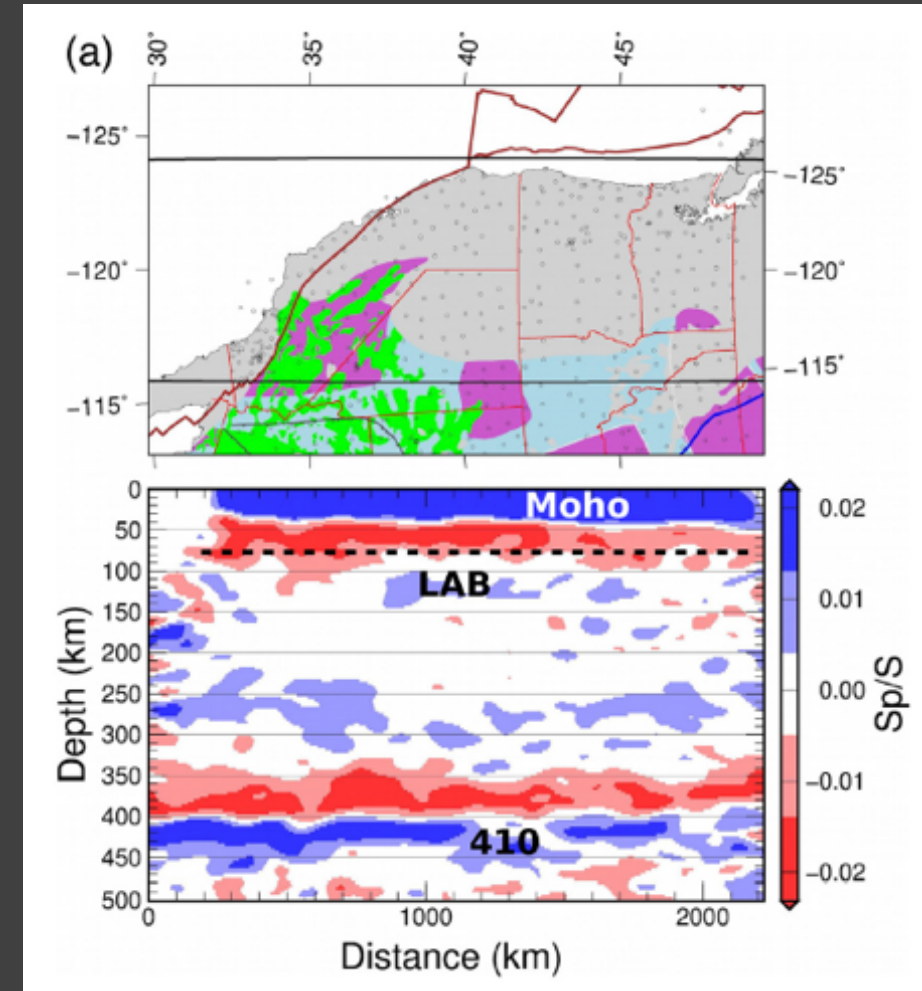 (a)
30° 35° 40° 45°
−125° −125°
−120° −120°
−115° −115°
0 Moho 0.02
50
100 LAB 0.01
150
200
250 0.00
300
350 −0.01
400
450 410 −0.02
500
0 1000 2000
Depth (km)
Sp/S
Distance (km)